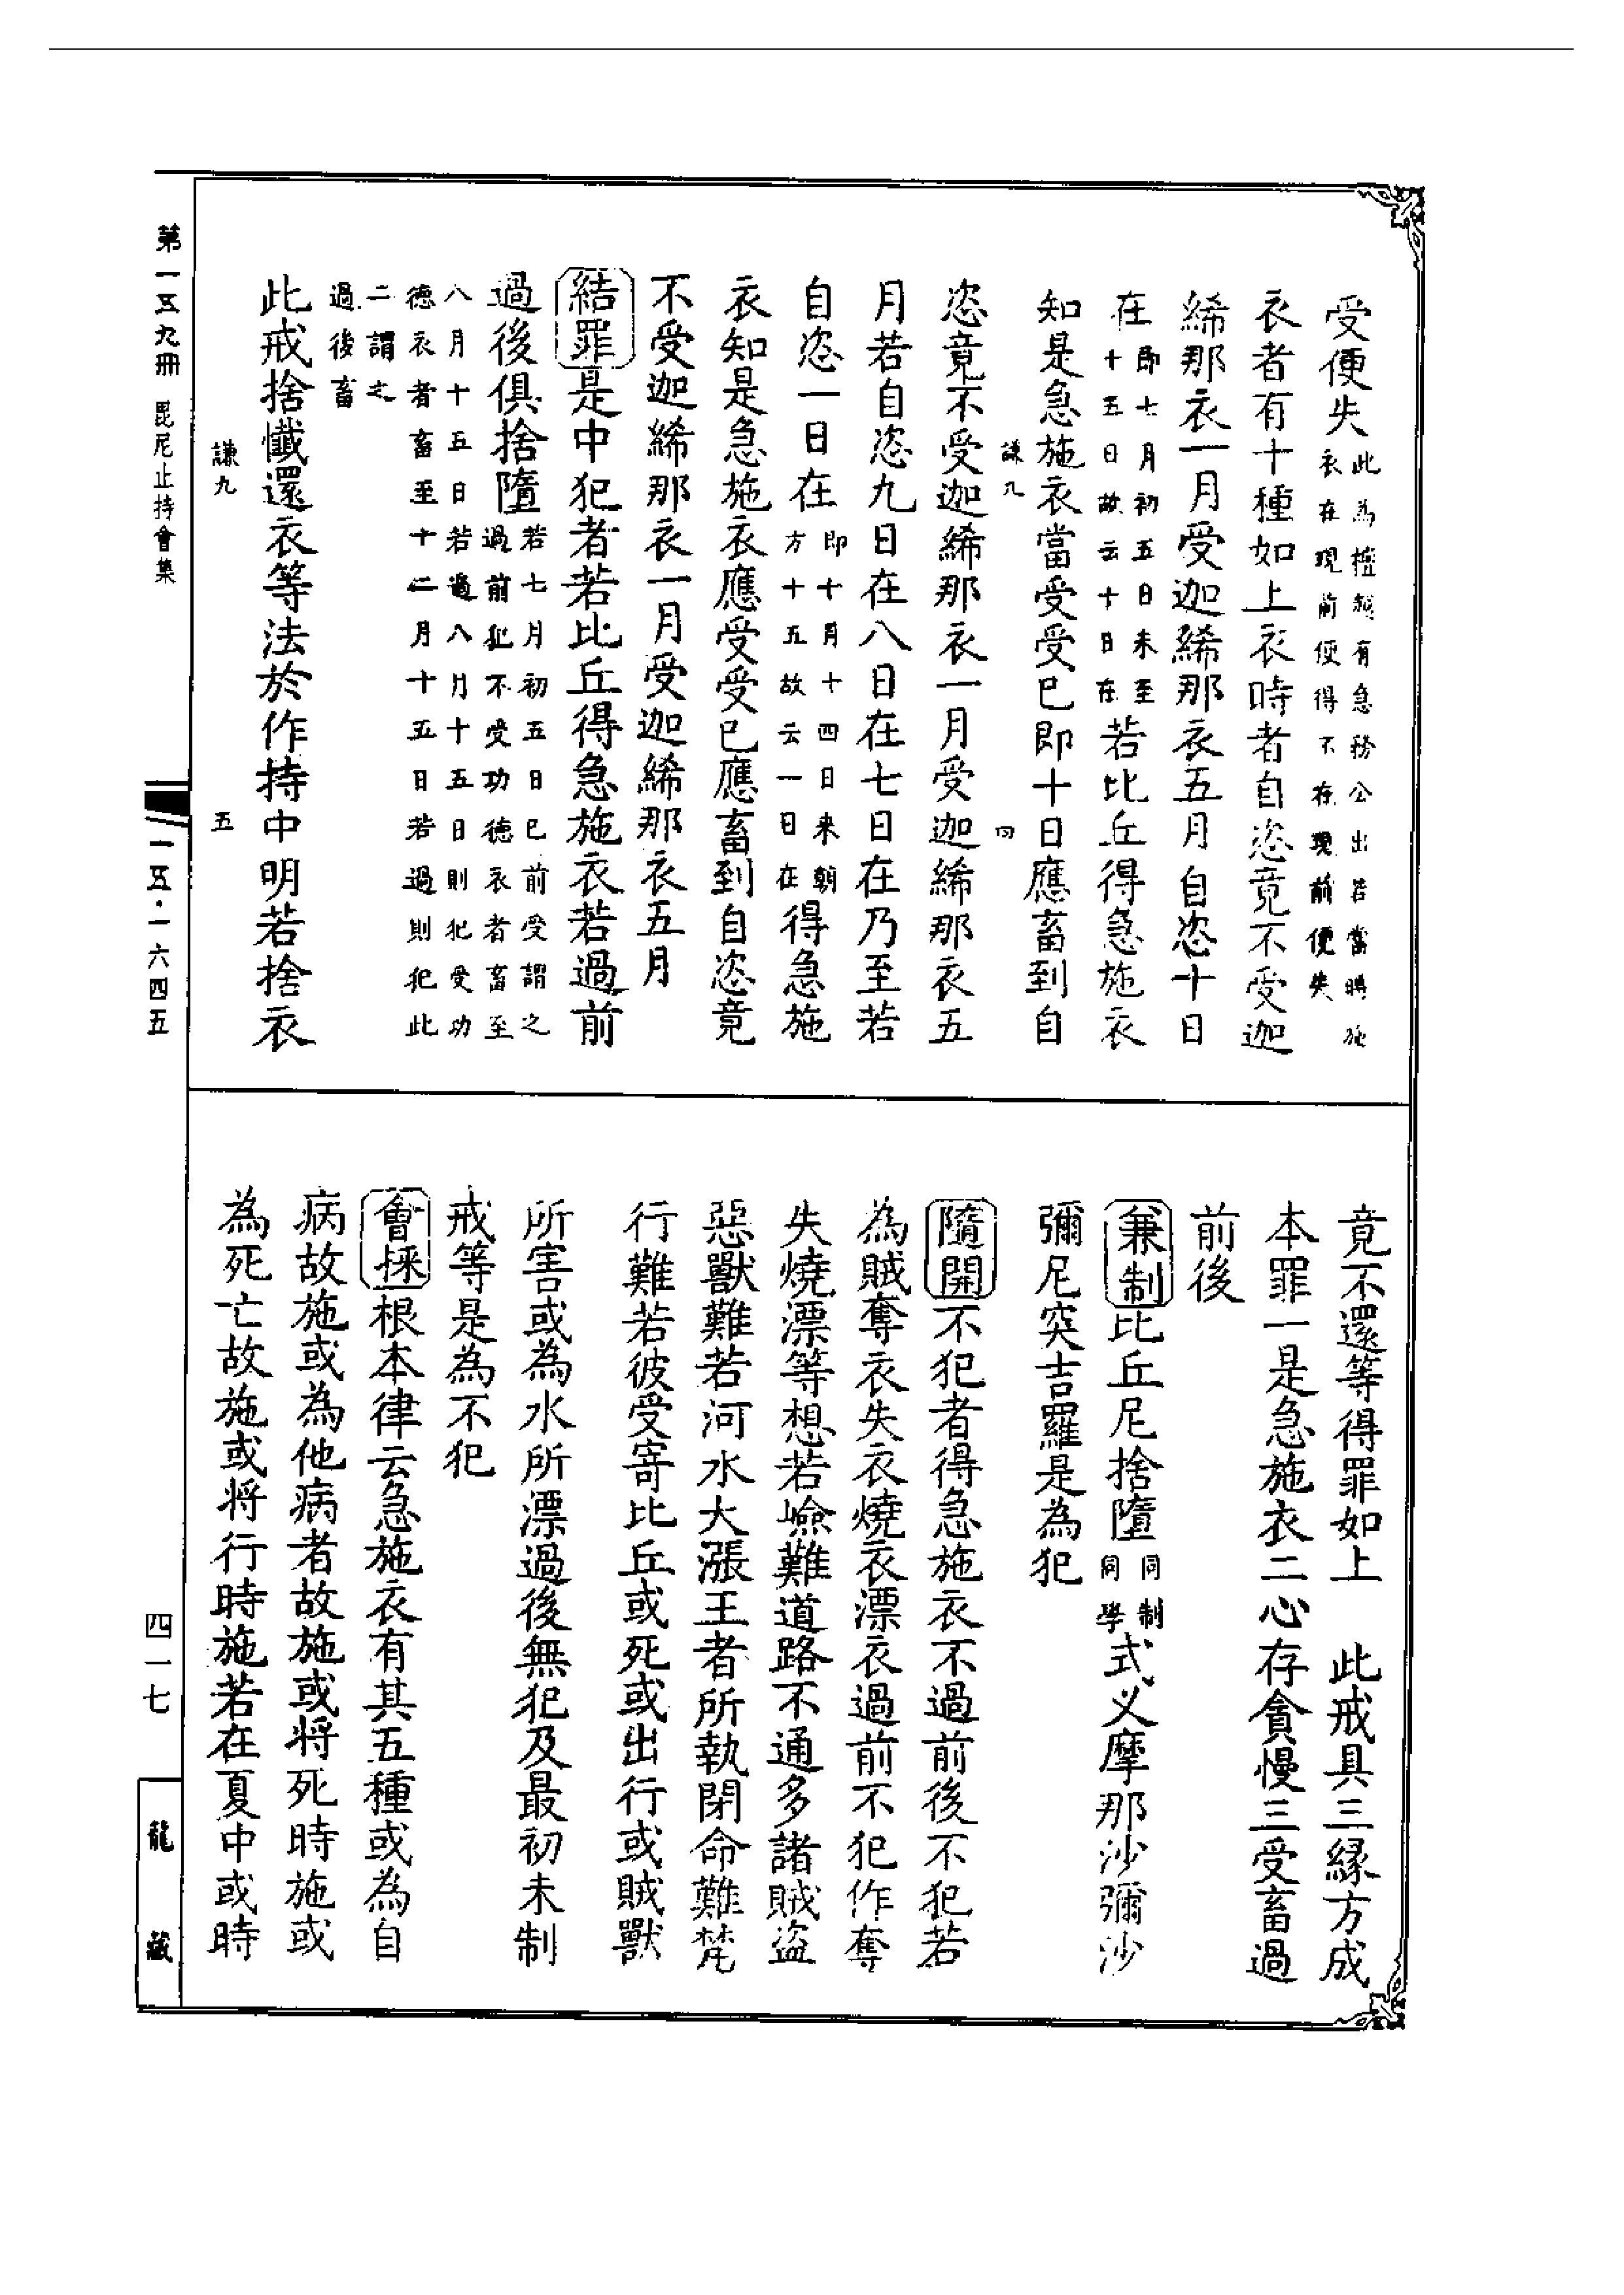 受便失此為檀越有急務公出若當時施衣在現前便得不在現前便失
衣者有十種如上衣時者自恣竟不受迦
絺那衣一月受迦絺那衣五月自恣十日
在即七月初五日未至十五日故云十日在若比丘得急施衣
知是急施衣當受受已即十日應畜到自
謙九 四
恣竟不受迦絺那衣一月受迦絺那衣五
月若自恣九日在八日在七日在乃至若
自恣一日在即十月十四日來朝方十五故云一日在得急施
衣知是急施衣應受受已應畜到自恣竟
不受迦絺那衣一月受迦絺那衣五月
結罪是中犯者若比丘得急施衣若過前
過後俱捨墮若七月初五日已前受謂之過前犯不受功德衣者畜至
八月十五日若過八月十五日則犯受功德衣者畜至十二月十五日若過則犯此
二謂之過後畜
此戒捨懺還衣等法於作持中明若捨衣
謙九 五
竟不還等得罪如上 此戒具三緣方成
本罪一是急施衣二心存貪慢三受畜過
前後
兼制比丘尼捨墮同制同學式叉摩那沙彌沙
彌尼突吉羅是為犯
隨開不犯者得急施衣不過前後不犯若
為賊奪衣失衣燒衣漂衣過前不犯作奪
失燒漂等想若嶮難道路不通多諸賊盜
惡獸難若河水大漲王者所執閉命難梵
行難若彼受寄比丘或死或出行或賊獸
所害或為水所漂過後無犯及最初未制
戒等是為不犯
會採根本律云急施衣有其五種或為自
病故施或為他病者故施或將死時施或
為死亡故施或將行時施若在夏中或時
第一五九冊 毘尼止持會集
一五·一六四五
四一七
龍藏